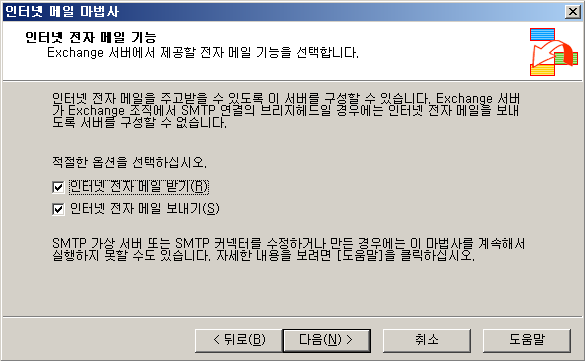 인터넷 메일 마법사
인터넷 전자 메일 기능
Exchange 서버에서 제공할 전자 메일 기능을 선택합니다.
인터넷 전자 메일을 주고받을 수 있도록 이 서버를 구성할 수 있습니다. Exchange 서버
가 Exchange 조직에서 SMTP 연결의 브리지헤드일 경우에는 인터넷 전자 메일을 보내
도록 서버를 구성할 수 없습니다.
적절한 옵션을 선택하십시오.
인터넷 전자 메일 받기(R)
인터넷 전자 메일 보내기(S)
SMTP 가상 서버 또는 SMTP 커넥터를 수정하거나 만든 경우에는 이 마법사를 계속해서
실행하지 못할 수도 있습니다. 자세한 내용을 보려면 [도움말]을 클릭하십시오.
< 뒤로(B) 다음(N) > 취소 도움말